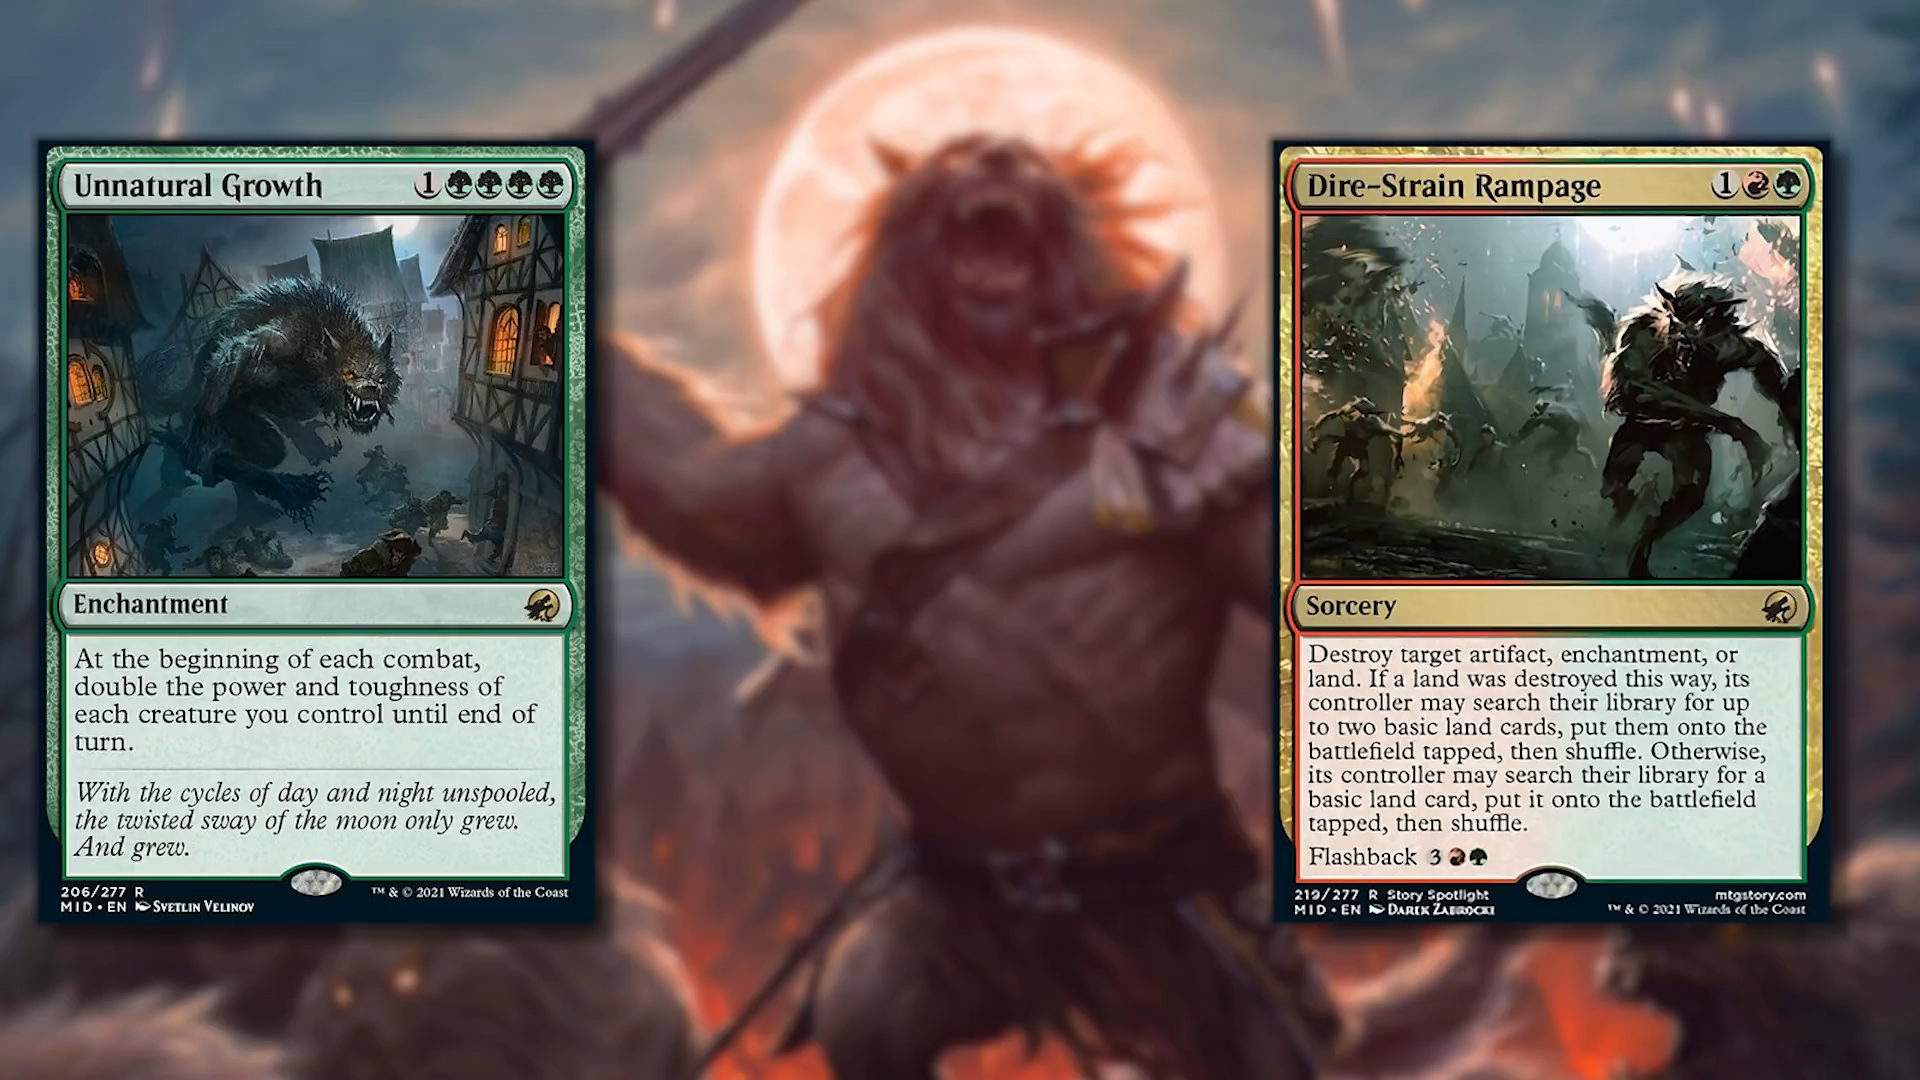 Unnatural Growth
1
Enchantment
At the beginning of each combat,
double the power and toughness of
each creature you control until end of
turn.
With the cycles of day and night unspooled,
the twisted sway of the moon only grew.
And grew.
206/277 R
MID • EN SVETLIN VELINOV
™ & © 2021 Wizards of the Coast
Dire-Strain Rampage
1
Sorcery
Destroy target artifact, enchantment, or
land. If a land was destroyed this way, its
controller may search their library for up
to two basic land cards, put them onto the
battlefield tapped, then shuffle. Otherwise,
its controller may search their library for a
basic land card, put it onto the battlefield
tapped, then shuffle.
Flashback 3
219/277 R Story Spotlight
MID • EN DAREK ZABROCKI
mtgstory.com
™ & © 2021 Wizards of the Coast